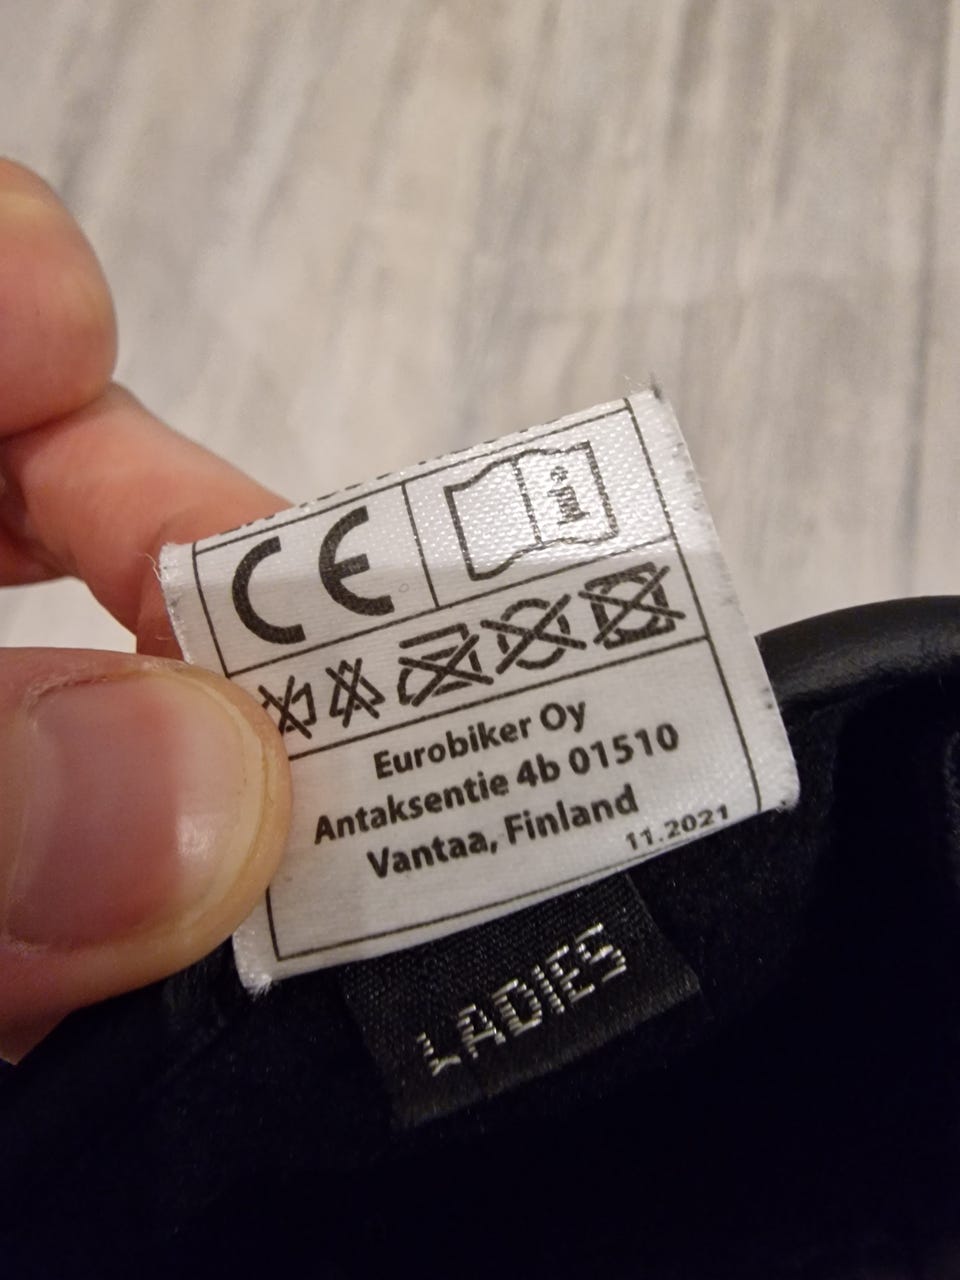 CE i
Eurobiker Oy
Antaksentie 4b 01510
Vantaa, Finland
11.2021
LADIES